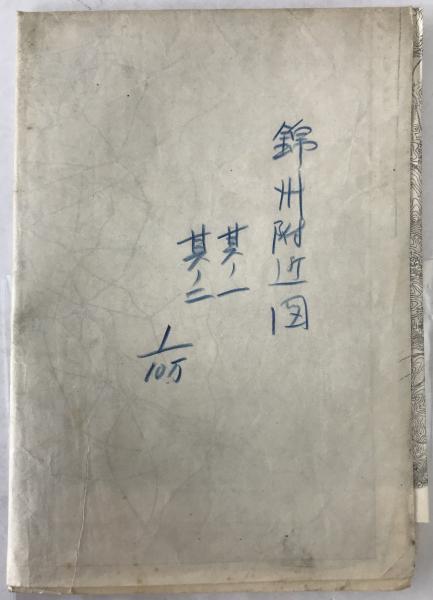 錦州附近図
其ノ一
其ノ二
1/10万